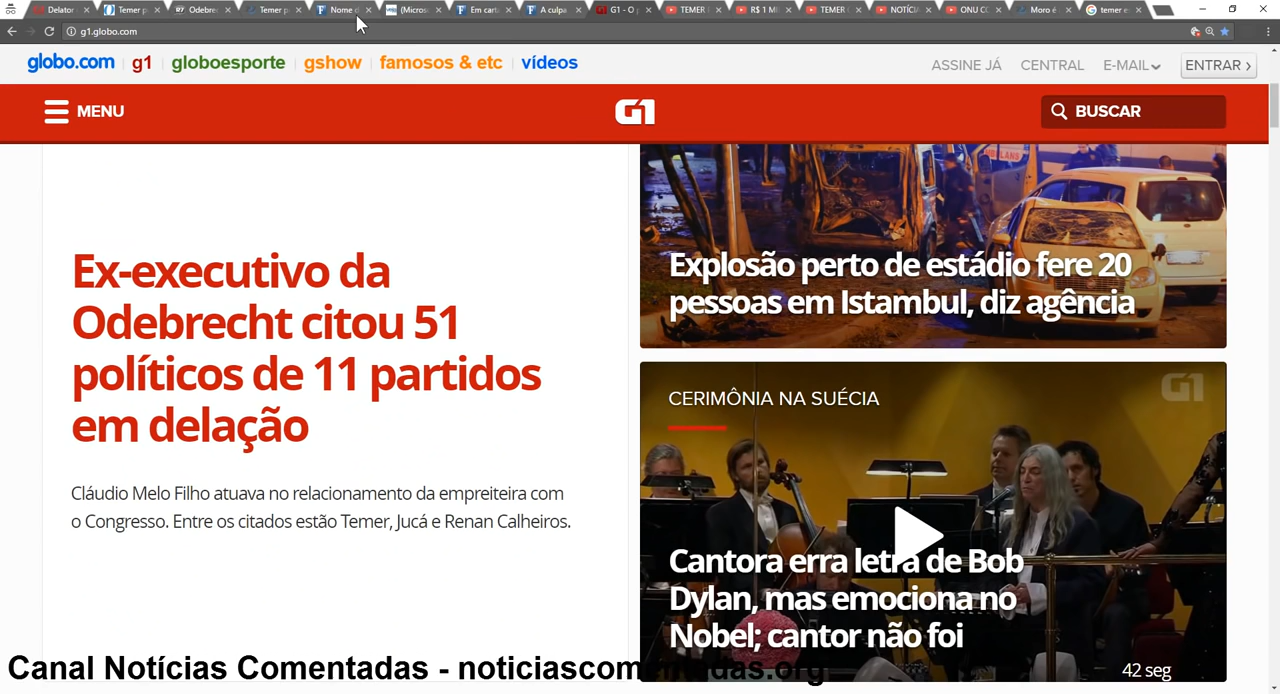 Delator
Temer p
Odebre
Temer p
Nome d
(Micros
Em cart
A culpa
G1 - O p
TEMER
R$ 1 MI
TEMER
NOTÍCIA
ONU CO
Moro é
temer e
g1.globo.com
globo.com g1 globoesporte gshow famosos & etc vídeos
ASSINE JÁ CENTRAL E-MAIL ENTRAR
MENU
G1
BUSCAR
Ex-executivo da
Odebrecht citou 51
políticos de 11 partidos
em delação
Cláudio Melo Filho atuava no relacionamento da empreiteira com
o Congresso. Entre os citados estão Temer, Jucá e Renan Calheiros.
Explosão perto de estádio fere 20
pessoas em Istambul, diz agência
CERIMÔNIA NA SUÉCIA
G1
Cantora erra letra de Bob
Dylan, mas emociona no
Nobel; cantor não foi
42 seg
Canal Notícias Comentadas - noticiascomentadas.org